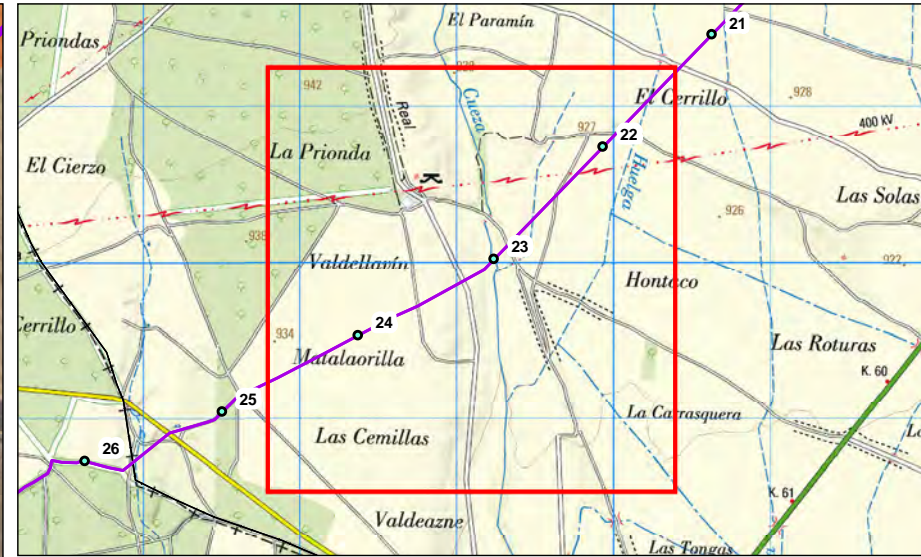 El Paramín
21
Priondas
939
942
Cueza
El Cerrillo
928
Real
927
22
400 kV
La Prionda
El Cierzo
K
Huelga
Las Solas
926
938
23
Valdellavín
922
Hontaco
24
Cerrillo
934
Matalaorilla
Las Roturas
K. 60
25
La Carrasquera
Las Cemillas
26
K. 61
Valdeazne
Las Tongas